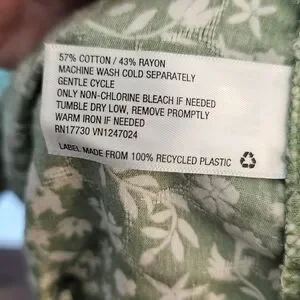 57% COTTON / 43% RAYON
MACHINE WASH COLD SEPARATELY
GENTLE CYCLE
ONLY NON-CHLORINE BLEACH IF NEEDED
TUMBLE DRY LOW, REMOVE PROMPTLY
WARM IRON IF NEEDED
RN17730 VN1247024
LABEL MADE FROM 100% RECYCLED PLASTIC